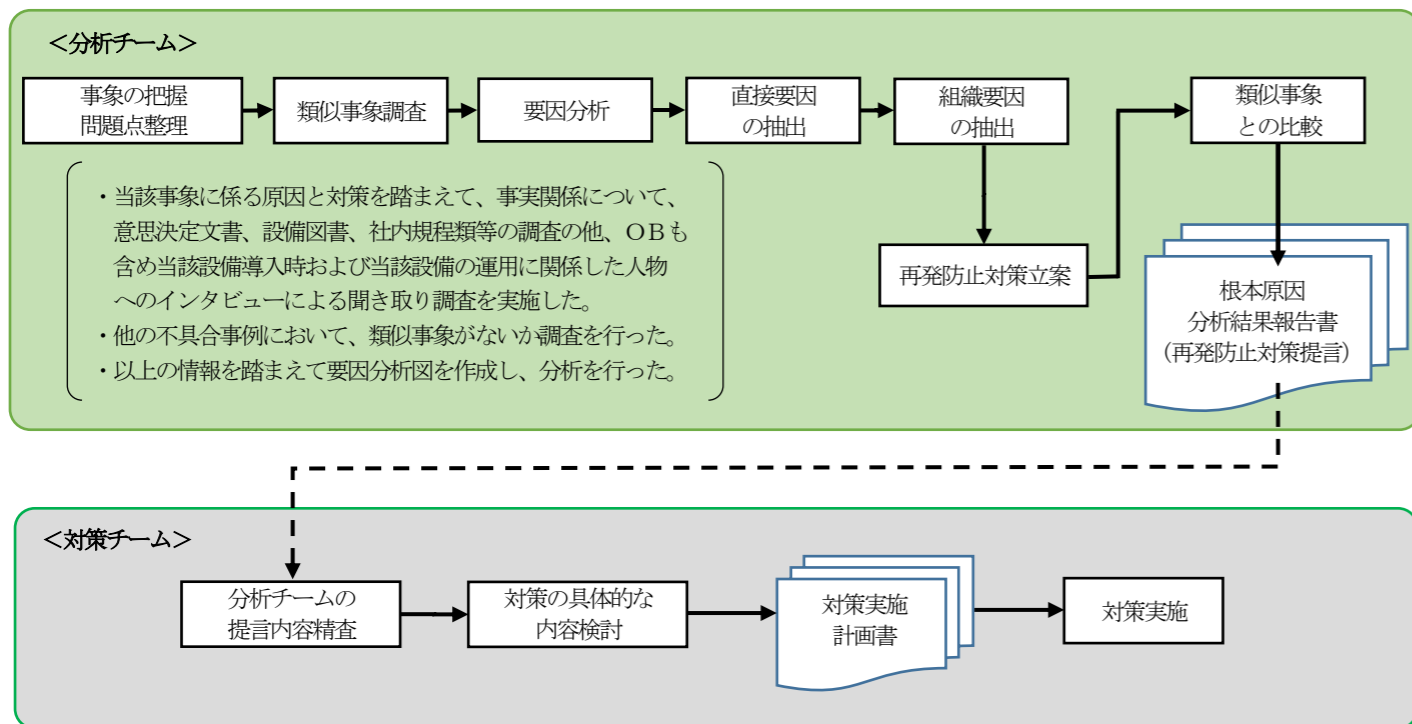 ＜分析チーム＞
事象の把握
問題点整理
類似事象調査
要因分析
直接要因
の抽出
組織要因
の抽出
類似事象
との比較
・当該事象に係る原因と対策を踏まえて、事実関係について、
意思決定文書、設備図書、社内規程類等の調査の他、ＯＢも
含め当該設備導入時および当該設備の運用に関係した人物
へのインタビューによる聞き取り調査を実施した。
・他の不具合事例において、類似事象がないか調査を行った。
・以上の情報を踏まえて要因分析図を作成し、分析を行った。
再発防止対策立案
根本原因
分析結果報告書
（再発防止対策提言）
＜対策チーム＞
分析チームの
提言内容精査
対策の具体的な
内容検討
対策実施
計画書
対策実施